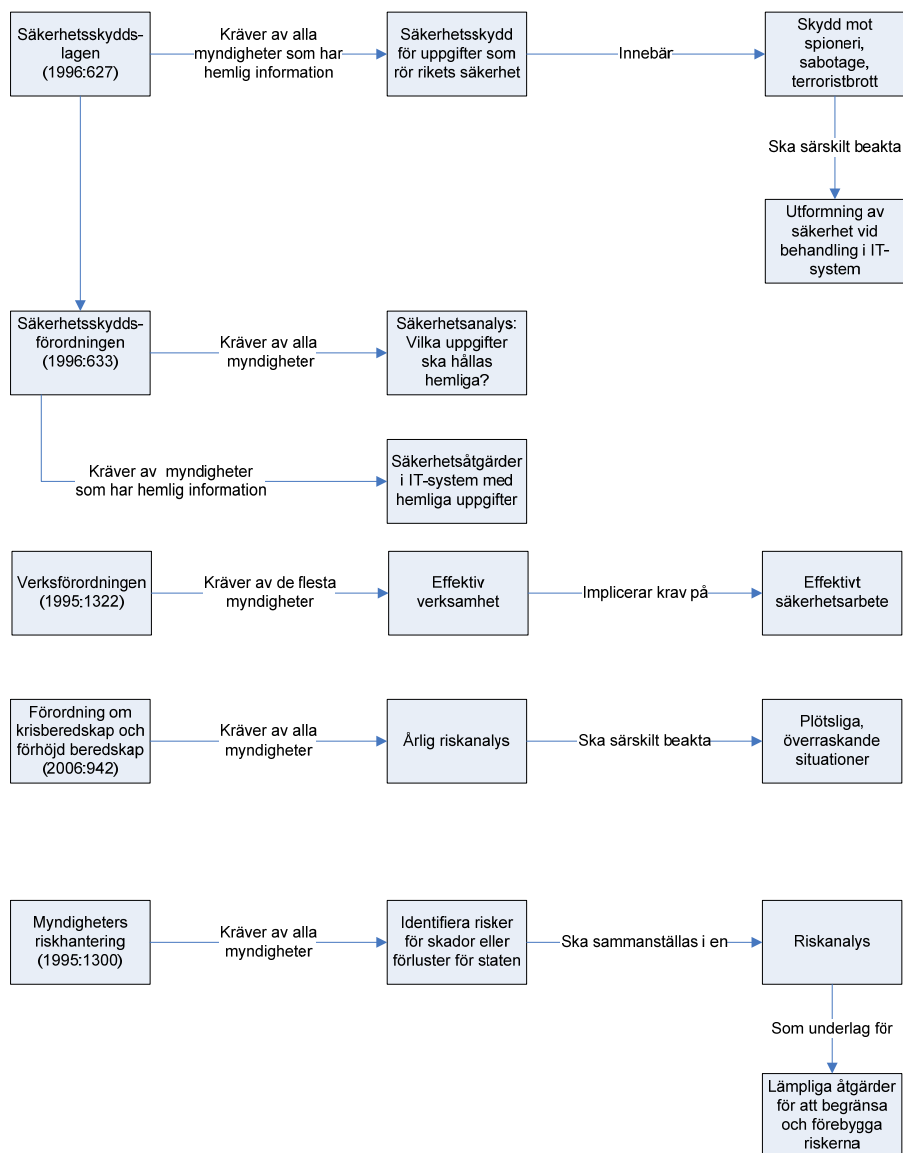 Säkerhetsskydds-
lagen
(1996:627)
Kräver av alla
myndigheter som har
hemlig information
Säkerhetsskydd
för uppgifter som
rör rikets säkerhet
Innebär
Skydd mot
spioneri,
sabotage,
terroristbrott
Ska särskilt beakta
Utformning av
säkerhet vid
behandling i IT-
system
Säkerhetsskydds-
förordningen
(1996:633)
Kräver av alla
myndigheter
Säkerhetsanalys:
Vilka uppgifter
ska hållas
hemliga?
Kräver av myndigheter
som har hemlig information
Säkerhetsåtgärder
i IT-system med
hemliga uppgifter
Verksförordningen
(1995:1322)
Kräver av de flesta
myndigheter
Effektiv
verksamhet
Implicerar krav på
Effektivt
säkerhetsarbete
Förordning om
krisberedskap och
förhöjd beredskap
(2006:942)
Kräver av alla
myndigheter
Årlig riskanalys
Ska särskilt beakta
Plötsliga,
överraskande
situationer
Myndigheters
riskhantering
(1995:1300)
Kräver av alla
myndigheter
Identifiera risker
för skador eller
förluster för staten
Ska sammanställas i en
Riskanalys
Som underlag för
Lämpliga åtgärder
för att begränsa
och förebygga
riskerna